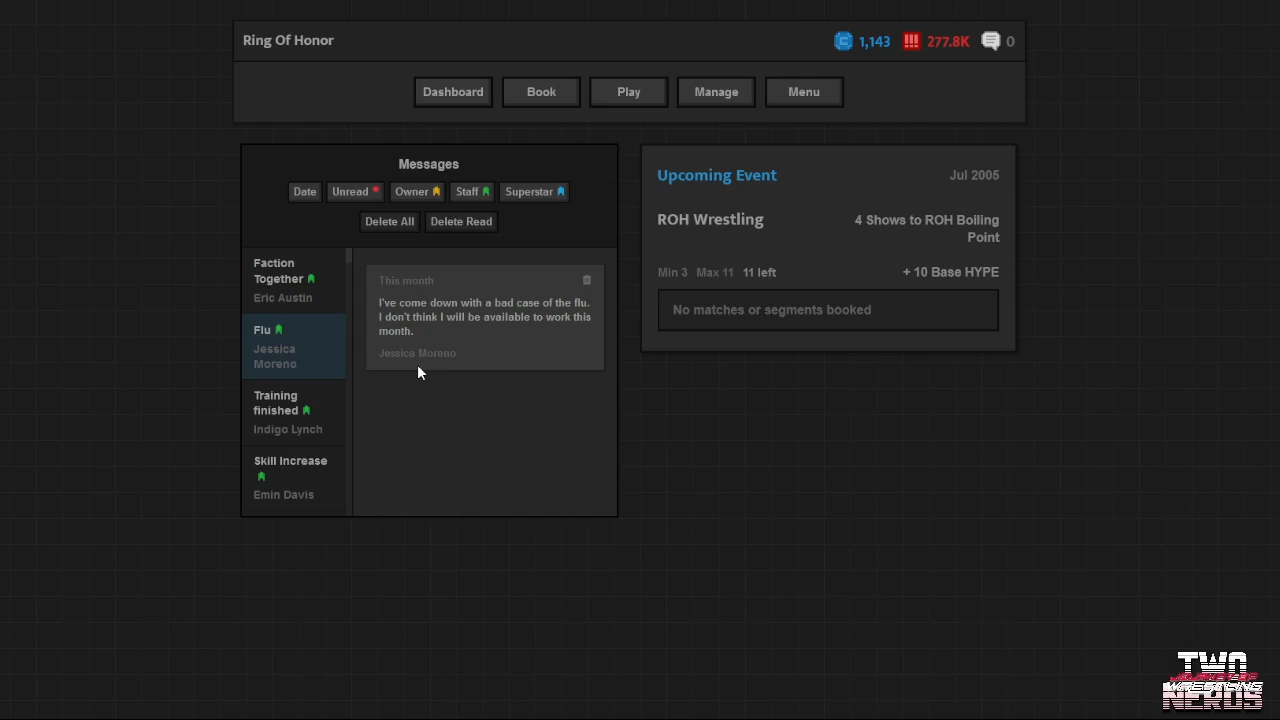 Ring Of Honor
1,143
277.8K
0
Dashboard
Book
Play
Manage
Menu
Messages
Date
Unread
Owner
Staff
Superstar
Delete All
Delete Read
Faction
Together
Eric Austin
Flu
Jessica
Moreno
Training
finished
Indigo Lynch
Skill Increase
Emin Davis
This month
I've come down with a bad case of the flu.
I don't think I will be available to work this
month.
Jessica Moreno
Upcoming Event
Jul 2005
ROH Wrestling
4 Shows to ROH Boiling
Point
Min 3 Max 11 11 left
+ 10 Base HYPE
No matches or segments booked
TWO
WRESTLING
NERDS